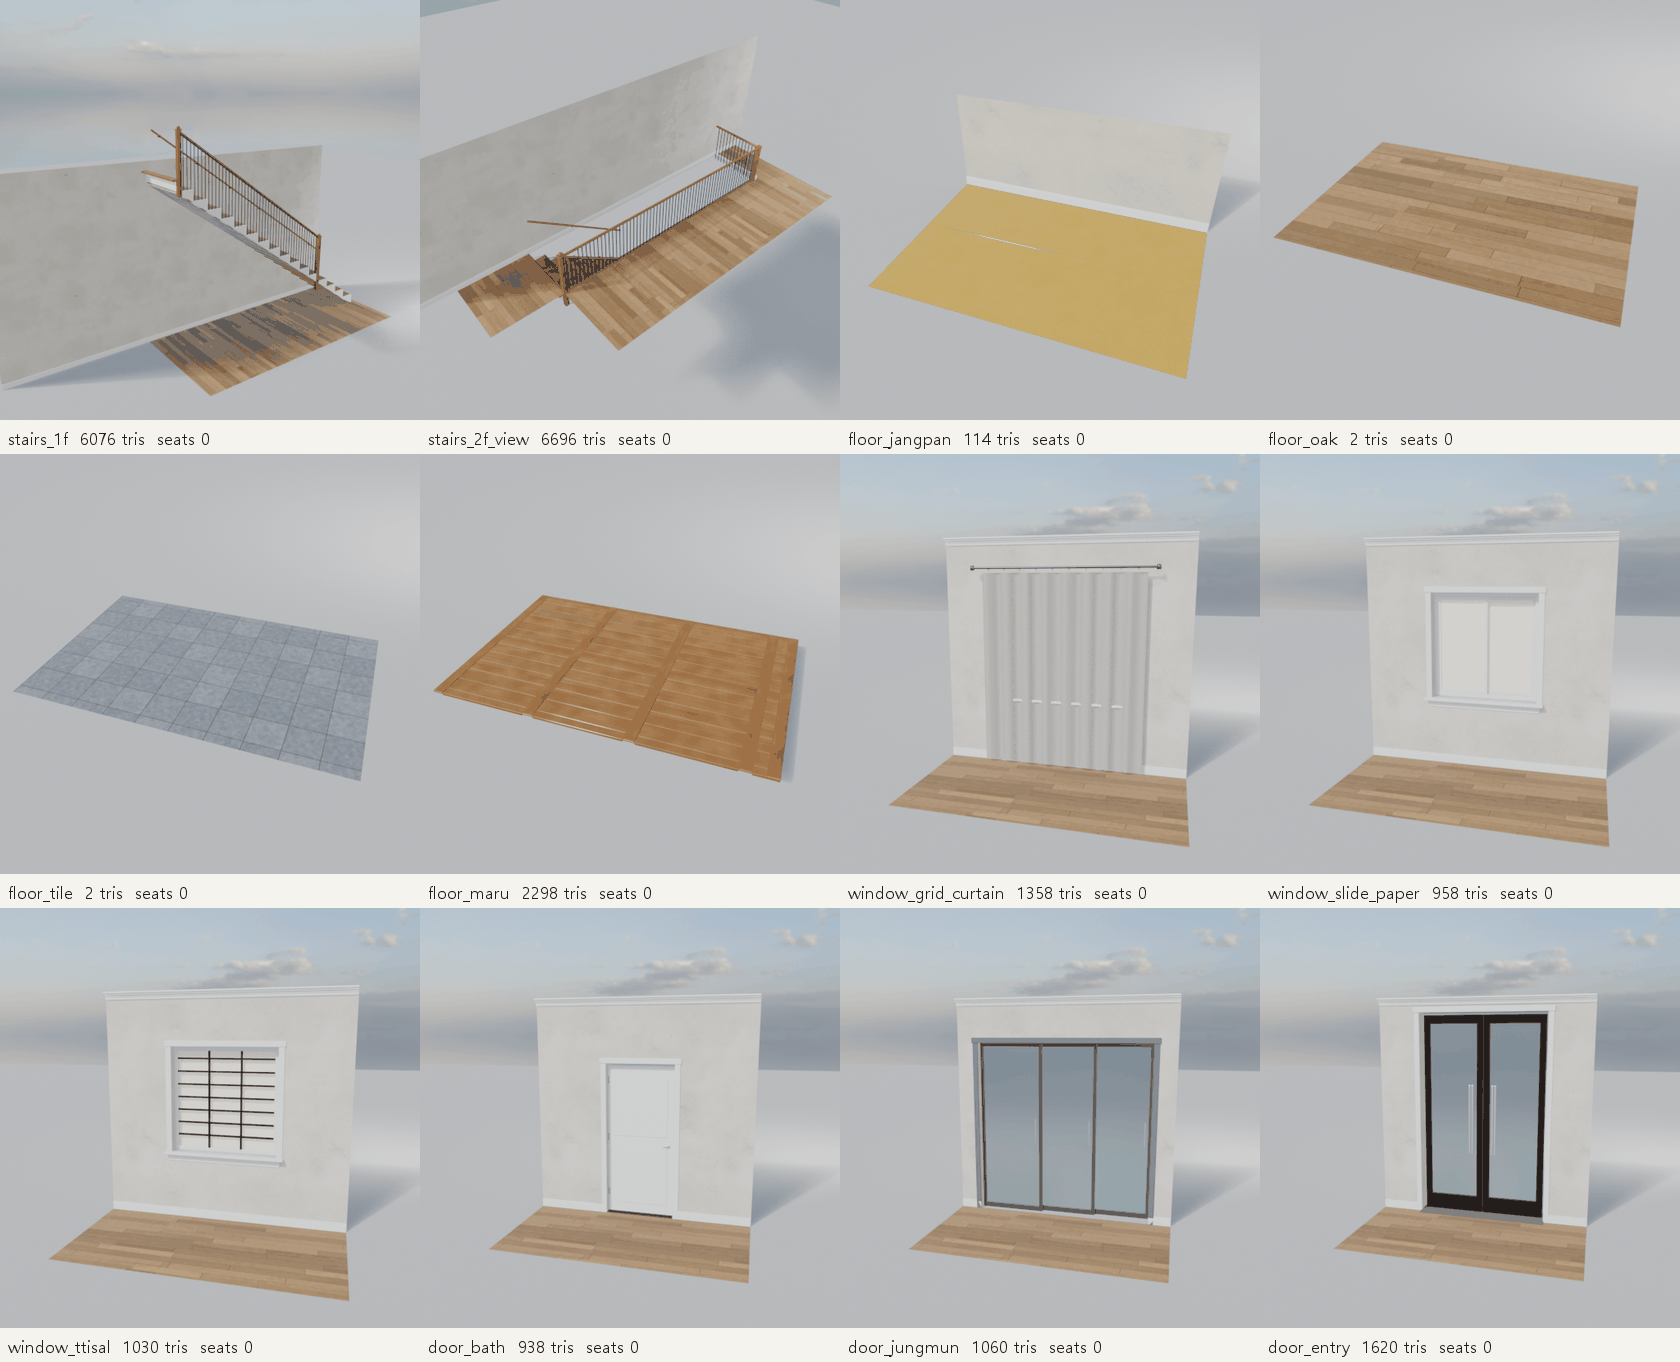 stairs_1f 6076 tris seats 0
stairs_2f_view 6696 tris seats 0
floor_jangpan 114 tris seats 0
floor_oak 2 tris seats 0
floor_tile 2 tris seats 0
floor_maru 2298 tris seats 0
window_grid_curtain 1358 tris seats 0
window_slide_paper 958 tris seats 0
window_ttisal 1030 tris seats 0
door_bath 938 tris seats 0
door_jungmun 1060 tris seats 0
door_entry 1620 tris seats 0